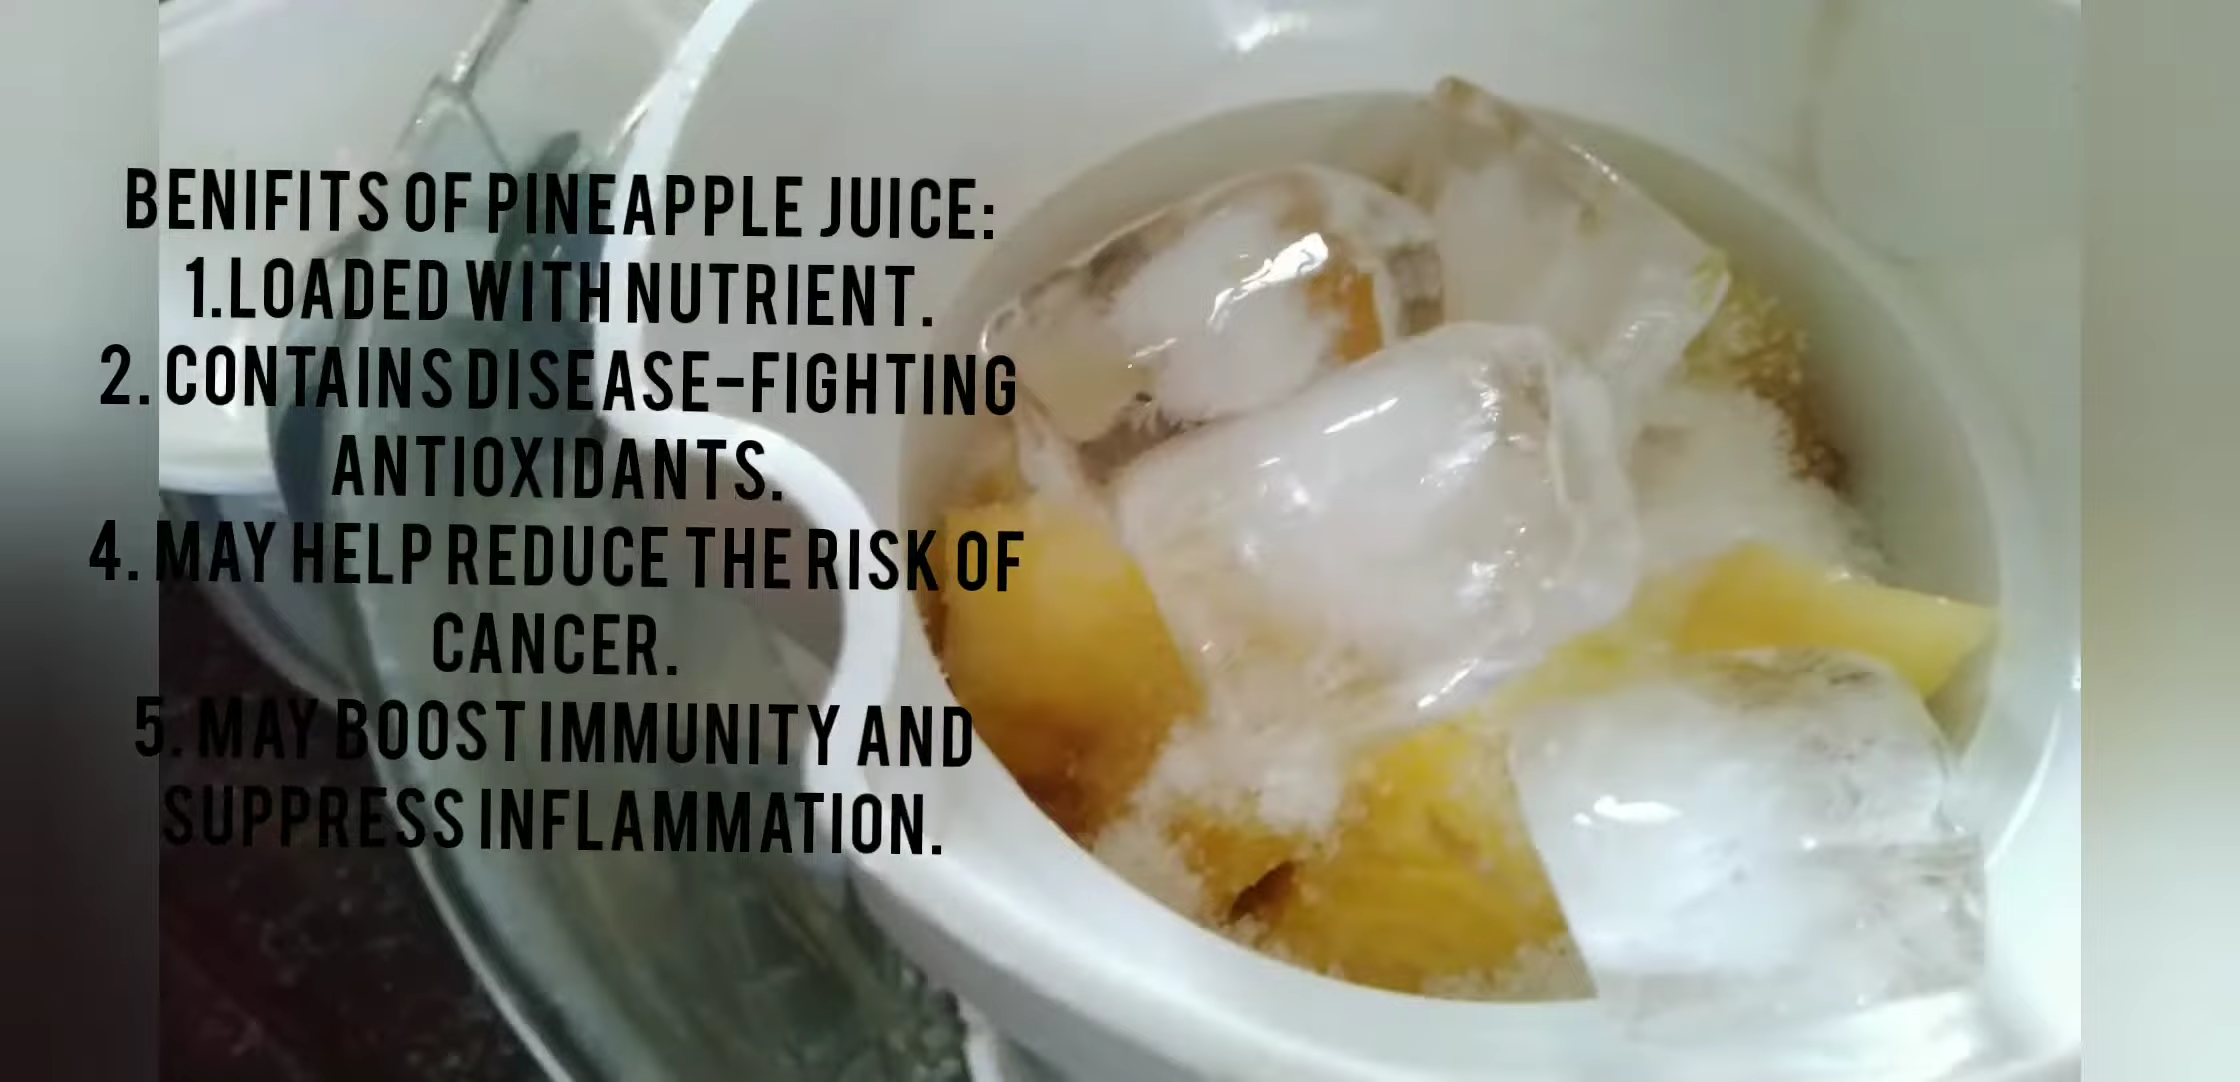 BENIFITS OF PINEAPPLE JUICE:
1.LOADED WITH NUTRIENT.
2. CONTAINS DISEASE-FIGHTING
ANTIOXIDANTS.
4. MAY HELP REDUCE THE RISK OF
CANCER.
5. MAY BOOST IMMUNITY AND
SUPPRESS INFLAMMATION.